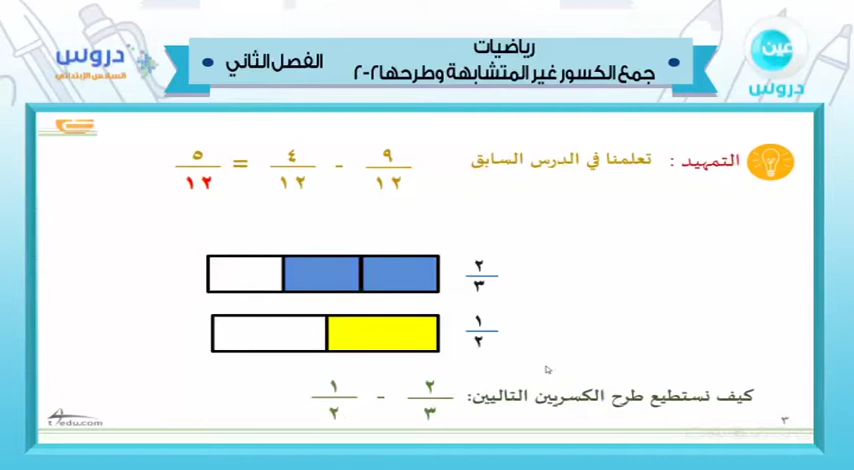 رياضيات
جمع الكسور غير المتشابهة وطرحها ٢-٢
الفصل الثاني
دروس
السادس الإبتدائي
عين
دروس
التمهيد : تعلمنا في الدرس السابق ٩/١٢ - ٤/١٢ = ٥/١٢
٢/٣
١/٢
كيف نستطيع طرح الكسريين التاليين: ٢/٣ - ١/٢
t4edu.com
٣